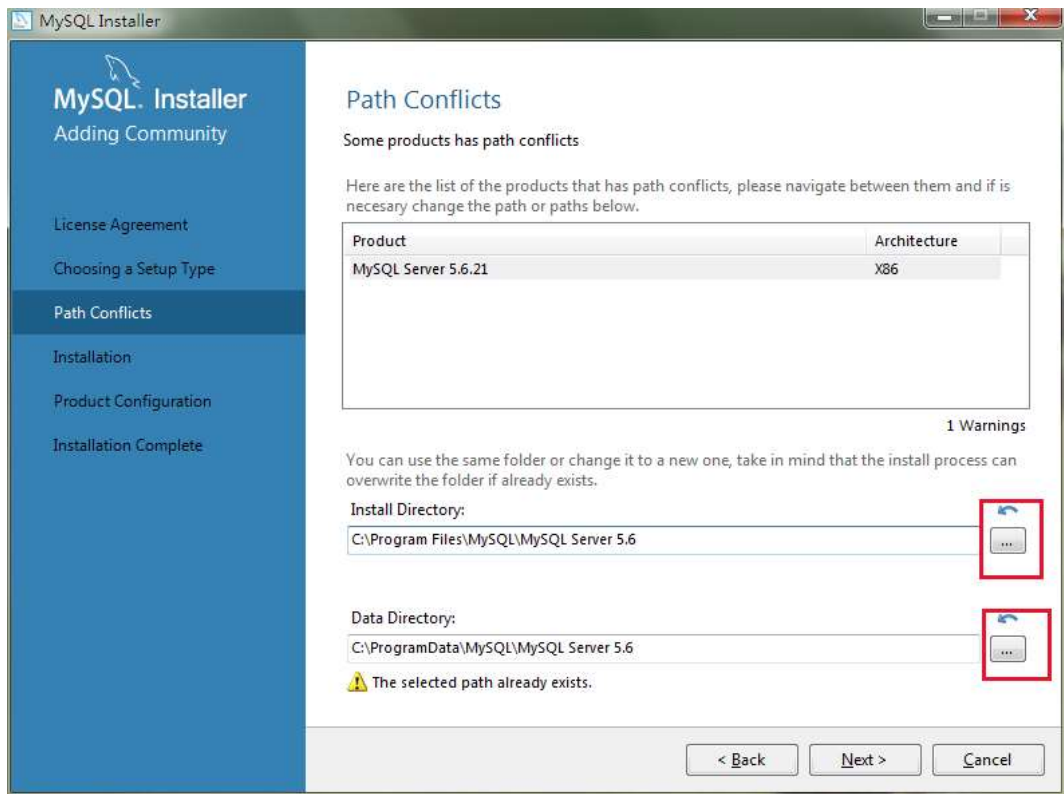 MySQL Installer
MySQL. Installer
Adding Community
License Agreement
Choosing a Setup Type
Path Conflicts
Installation
Product Configuration
Installation Complete
Path Conflicts
Some products has path conflicts
Here are the list of the products that has path conflicts, please navigate between them and if is
necesary change the path or paths below.
Product Architecture
MySQL Server 5.6.21 X86
1 Warnings
You can use the same folder or change it to a new one, take in mind that the install process can
overwrite the folder if already exists.
Install Directory:
C:\Program Files\MySQL\MySQL Server 5.6
...
Data Directory:
C:\ProgramData\MySQL\MySQL Server 5.6
...
The selected path already exists.
< Back Next > Cancel